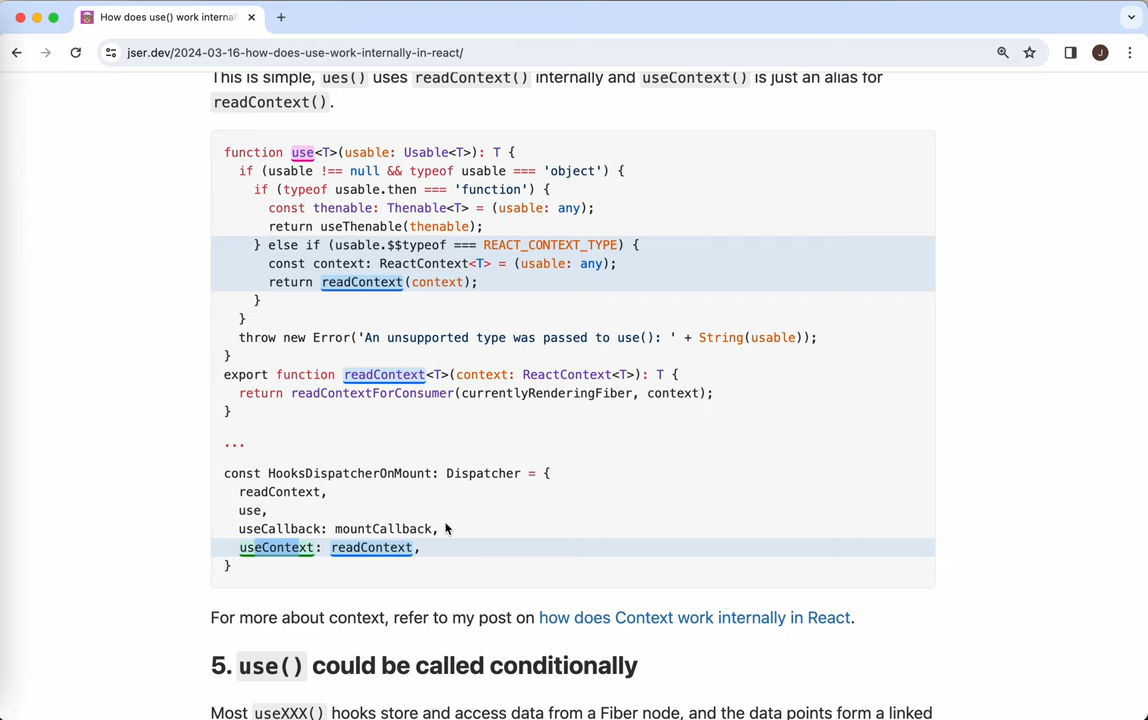 How does use() work interna
jser.dev/2024-03-16-how-does-use-work-internally-in-react/
J
This is simple, ues() uses readContext() internally and useContext() is just an alias for
readContext().
function use<T>(usable: Usable<T>): T {
if (usable !== null && typeof usable === 'object') {
if (typeof usable.then === 'function') {
const thenable: Thenable<T> = (usable: any);
return useThenable(thenable);
} else if (usable.$$typeof === REACT_CONTEXT_TYPE) {
const context: ReactContext<T> = (usable: any);
return readContext(context);
}
}
throw new Error('An unsupported type was passed to use(): ' + String(usable));
}
export function readContext<T>(context: ReactContext<T>): T {
return readContextForConsumer(currentlyRenderingFiber, context);
}
...
const HooksDispatcherOnMount: Dispatcher = {
readContext,
use,
useCallback: mountCallback,
useContext: readContext,
}
For more about context, refer to my post on how does Context work internally in React.
5. use() could be called conditionally
Most useXXX() hooks store and access data from a Fiber node, and the data points form a linked